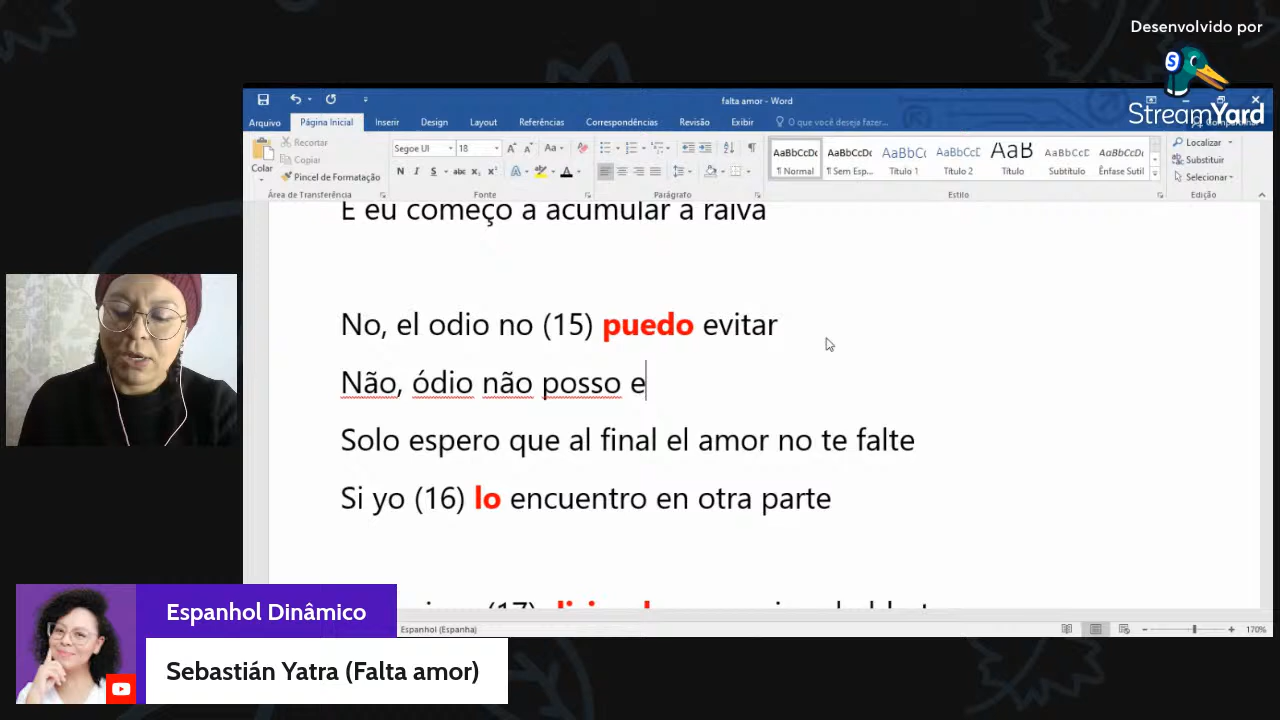 Desenvolvido por
StreamYard
falta amor - Word
Arquivo Página Inicial Inserir Design Layout Referências Correspondências Revisão Exibir O que você deseja fazer...
Colar
Recortar
Copiar
Pincel de Formatação
Área de Transferência
Segoe UI 18
Fonte
Parágrafo
AaBbCcDc AaBbCcDc AaBbCc AaBbCcD AaB AaBbCcD AaBbCcDc
¶ Normal ¶ Sem Esp... Título 1 Título 2 Título Subtítulo Ênfase Sutil
Estilo
Localizar
Substituir
Selecionar
Edição
E eu começo a acumular a raiva
No, el odio no (15) puedo evitar
Não, ódio não posso e
Solo espero que al final el amor no te falte
Si yo (16) lo encuentro en otra parte
(17)
Espanhol (Espanha)
170%
Espanhol Dinâmico
Sebastián Yatra (Falta amor)